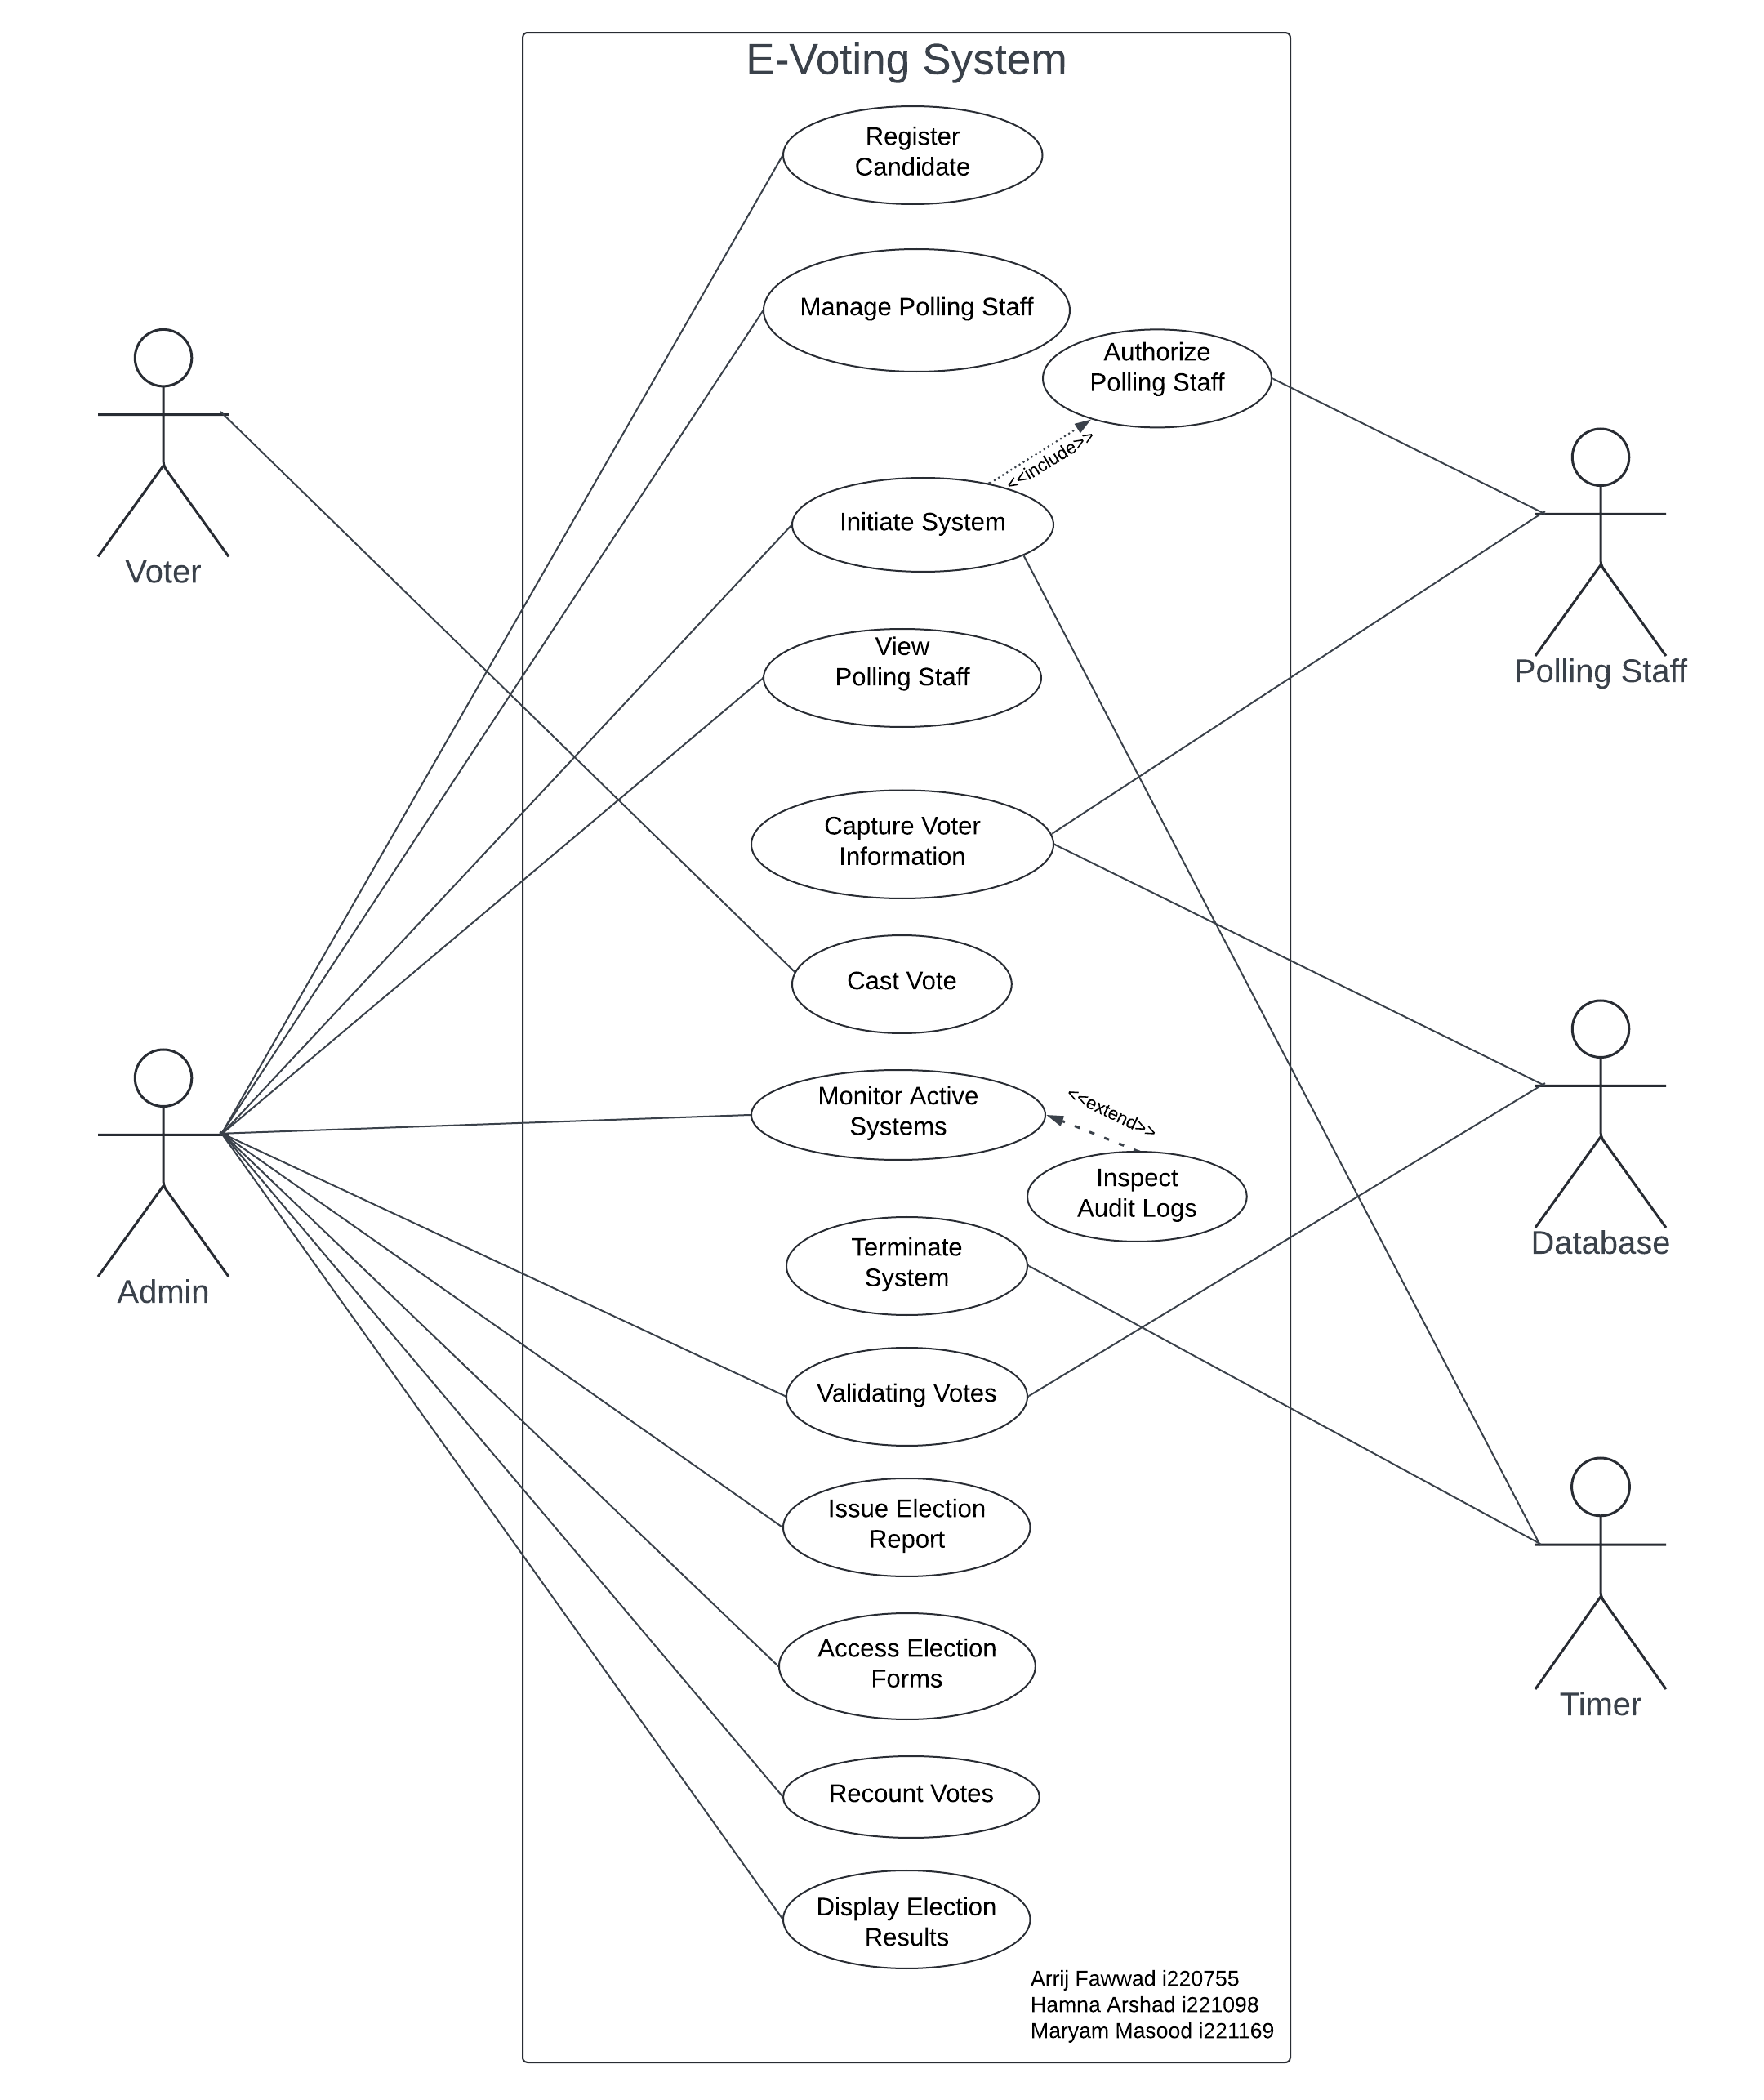 E-Voting System
Register
Candidate
Manage Polling Staff
Authorize
Polling Staff
<<include>>
Initiate System
Voter
View
Polling Staff
Polling Staff
Capture Voter
Information
Cast Vote
Monitor Active
Systems
<<extend>>
Inspect
Audit Logs
Terminate
System
Database
Admin
Validating Votes
Issue Election
Report
Access Election
Forms
Timer
Recount Votes
Display Election
Results
Arrij Fawwad i220755
Hamna Arshad i221098
Maryam Masood i221169